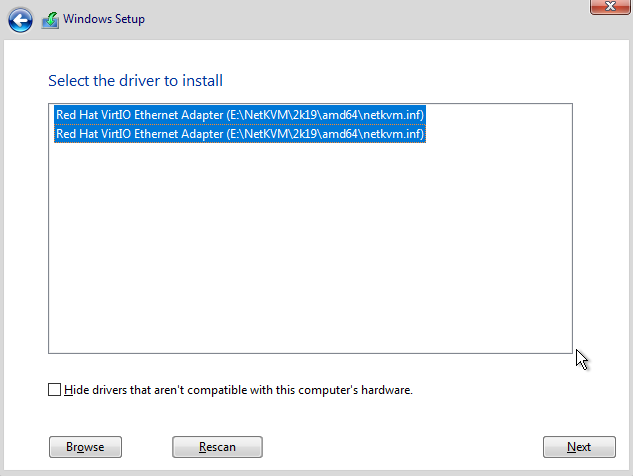 Windows Setup
Select the driver to install
Red Hat VirtIO Ethernet Adapter (E:\NetKVM\2k19\amd64\netkvm.inf)
Red Hat VirtIO Ethernet Adapter (E:\NetKVM\2k19\amd64\netkvm.inf)
Hide drivers that aren't compatible with this computer's hardware.
Browse
Rescan
Next